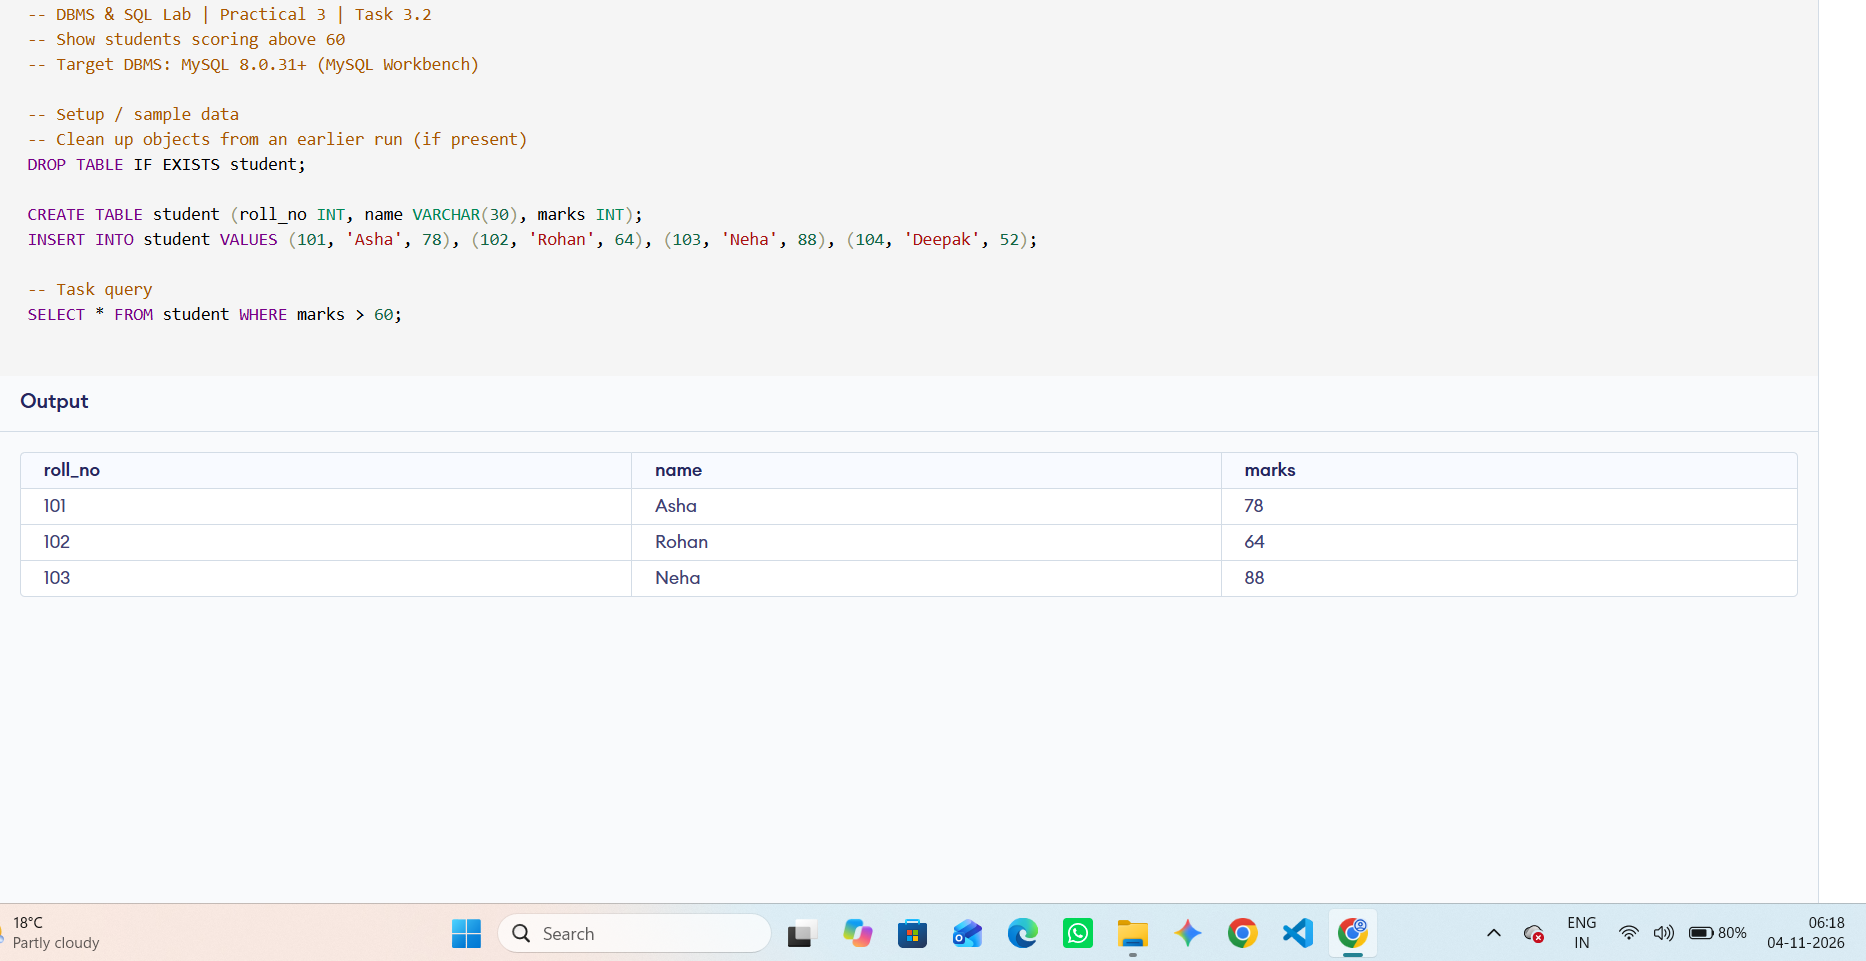 -- DBMS & SQL Lab | Practical 3 | Task 3.2
-- Show students scoring above 60
-- Target DBMS: MySQL 8.0.31+ (MySQL Workbench)
-- Setup / sample data
-- Clean up objects from an earlier run (if present)
DROP TABLE IF EXISTS student;
CREATE TABLE student (roll_no INT, name VARCHAR(30), marks INT);
INSERT INTO student VALUES (101, 'Asha', 78), (102, 'Rohan', 64), (103, 'Neha', 88), (104, 'Deepak', 52);
-- Task query
SELECT * FROM student WHERE marks > 60;
Output
roll_no name marks
101 Asha 78
102 Rohan 64
103 Neha 88
18°C
Partly cloudy
Search
ENG
IN
80%
06:18
04-11-2026